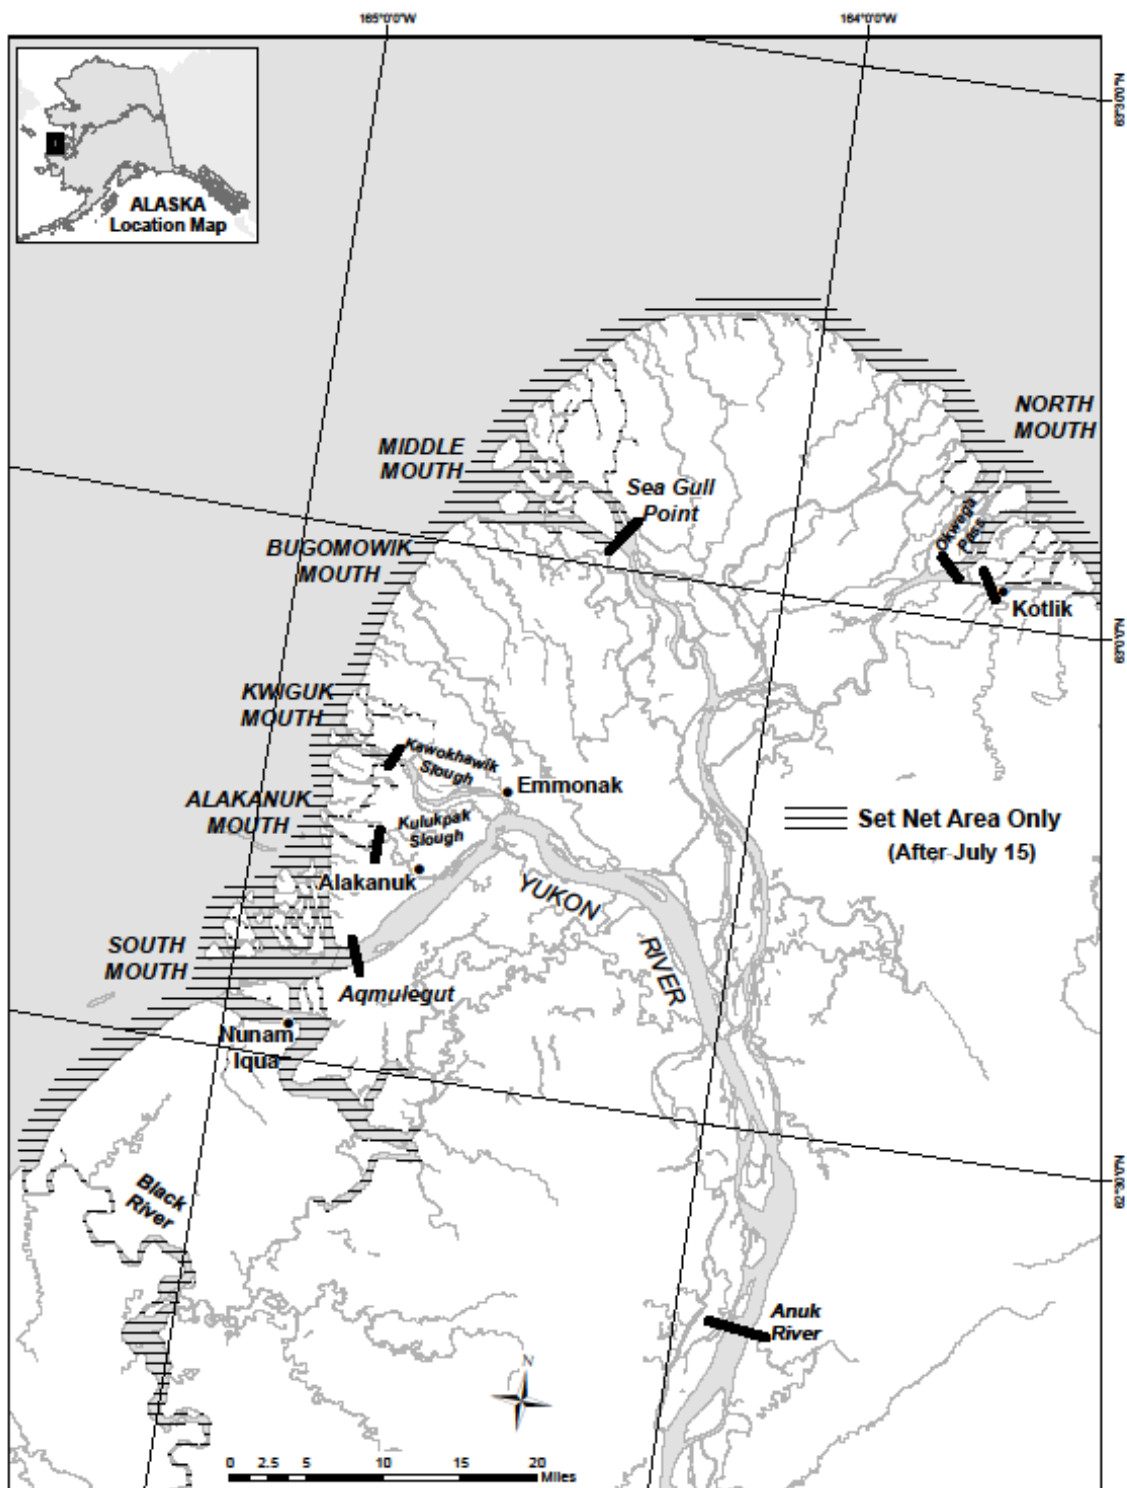 165°0'0"W
164°0'0"W
63°30'0"N
ALASKA
Location Map
NORTH
MOUTH
MIDDLE
MOUTH
Sea Gull
Point
Okwega
Pass
BUGOMOWIK
MOUTH
Kotlik
63°0'0"N
KWIGUK
MOUTH
Kawokhawik
Slough
Emmonak
ALAKANUK
MOUTH
Kulukpak
Slough
Set Net Area Only
(After July 15)
Alakanuk
YUKON
RIVER
SOUTH
MOUTH
Aqmulegut
Nunam
Iqua
62°30'0"N
Black
River
Anuk
River
N
0 2.5 5 10 15 20
Miles